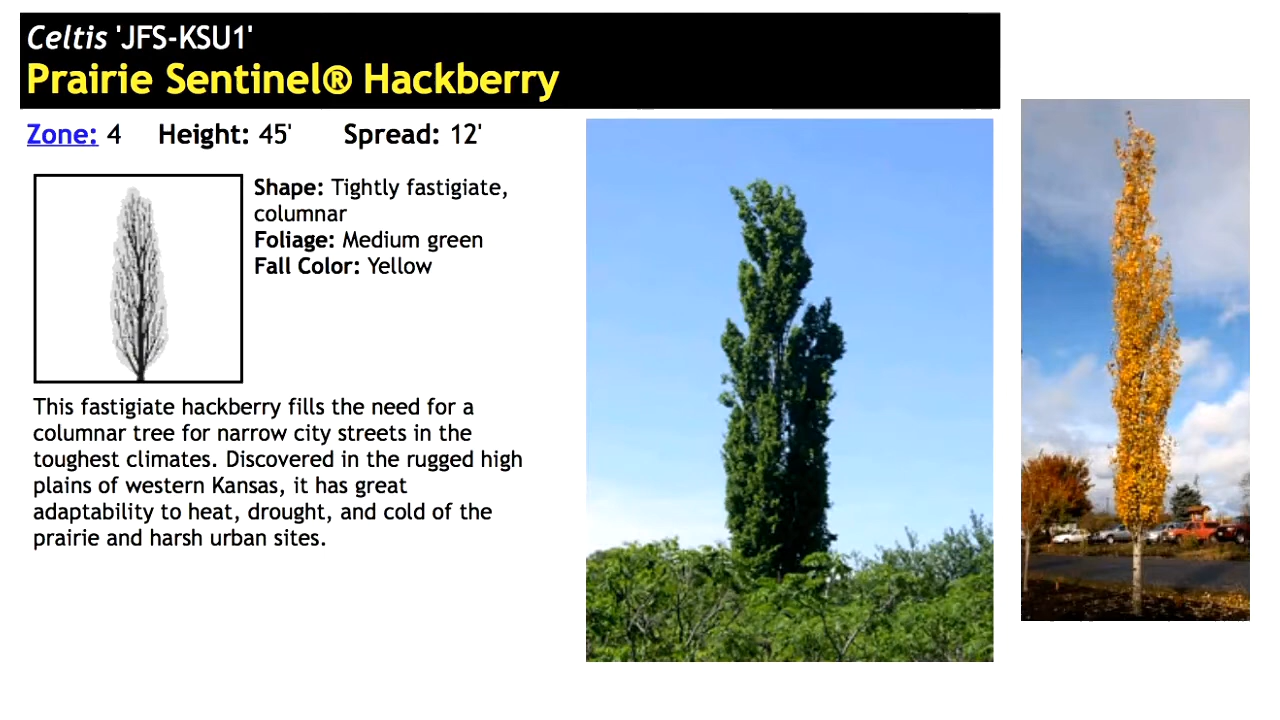 Celtis 'JFS-KSU1'
Prairie Sentinel® Hackberry
Zone: 4 Height: 45' Spread: 12'
Shape: Tightly fastigiate,
columnar
Foliage: Medium green
Fall Color: Yellow
This fastigiate hackberry fills the need for a
columnar tree for narrow city streets in the
toughest climates. Discovered in the rugged high
plains of western Kansas, it has great
adaptability to heat, drought, and cold of the
prairie and harsh urban sites.